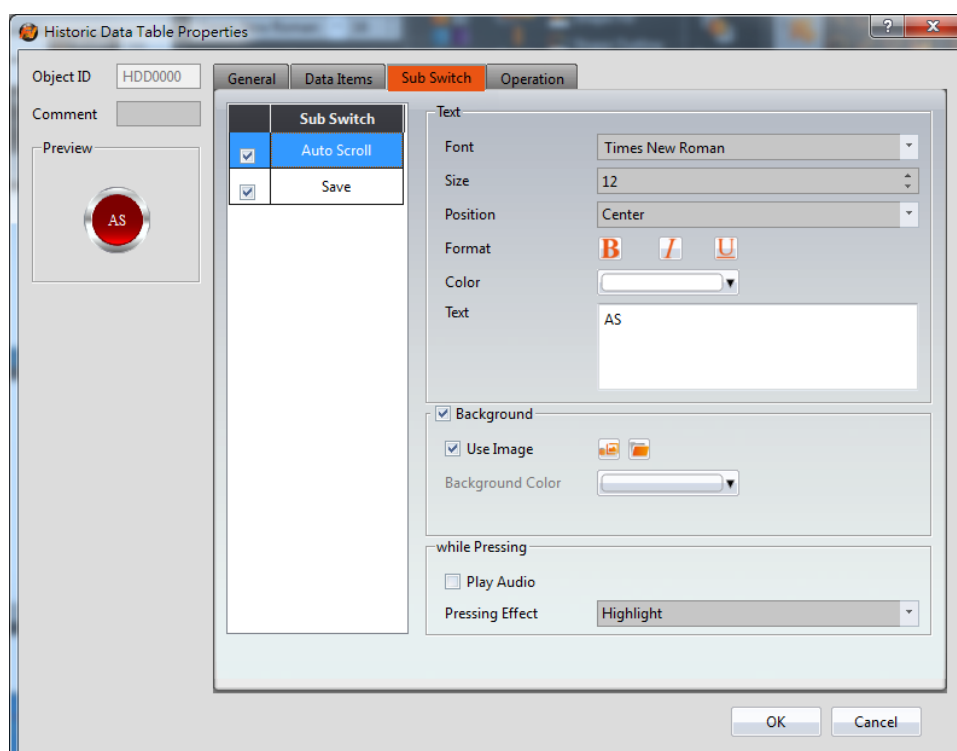 Historic Data Table Properties
Object ID HDD0000
Comment
Preview
AS
General Data Items Sub Switch Operation
Sub Switch
Auto Scroll
Save
Text
Font Times New Roman
Size 12
Position Center
Format B I U
Color
Text AS
Background
Use Image
Background Color
while Pressing
Play Audio
Pressing Effect Highlight
OK Cancel